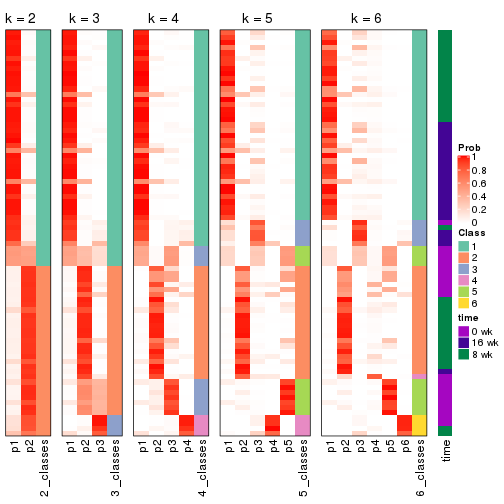 k = 2
k = 3
k = 4
k = 5
k = 6
p1
p2
2_classes
p1
p2
p3
3_classes
p1
p2
p3
p4
4_classes
p1
p2
p3
p4
p5
5_classes
p1
p2
p3
p4
p5
p6
6_classes
time
Prob
1
0.8
0.6
0.4
0.2
0
Class
1
2
3
4
5
6
time
0 wk
16 wk
8 wk